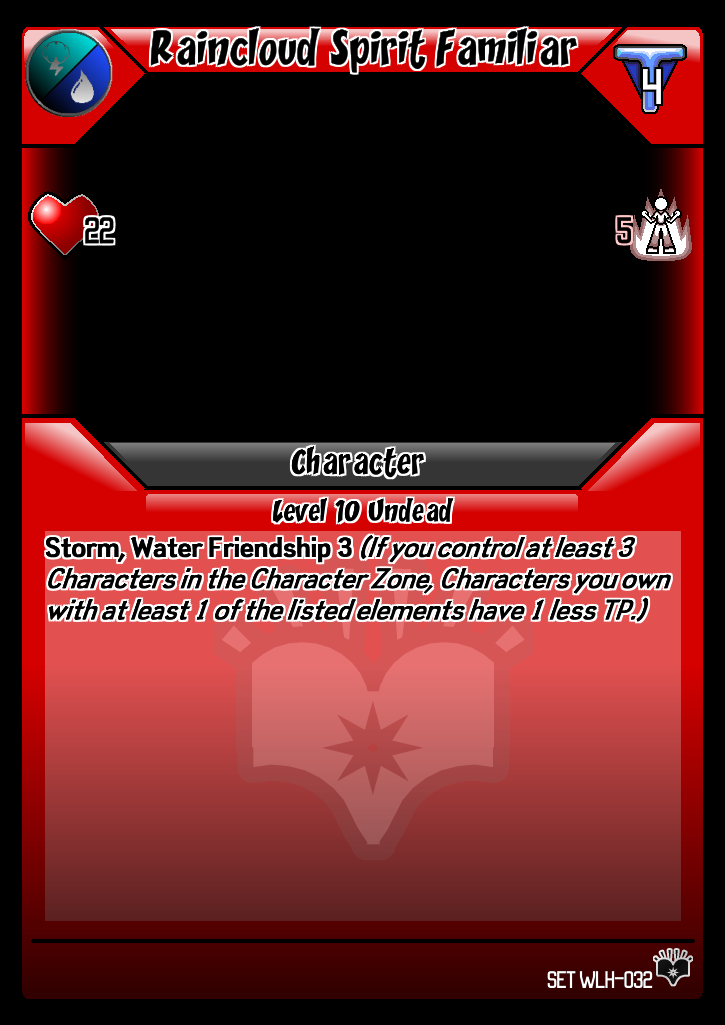 Raincloud Spirit Familiar
4
22
5
Character
Level 10 Undead
Storm, Water Friendship 3 (If you control at least 3
Characters in the Character Zone, Characters you own
with at least 1 of the listed elements have 1 less TP.)
SET WLH-032